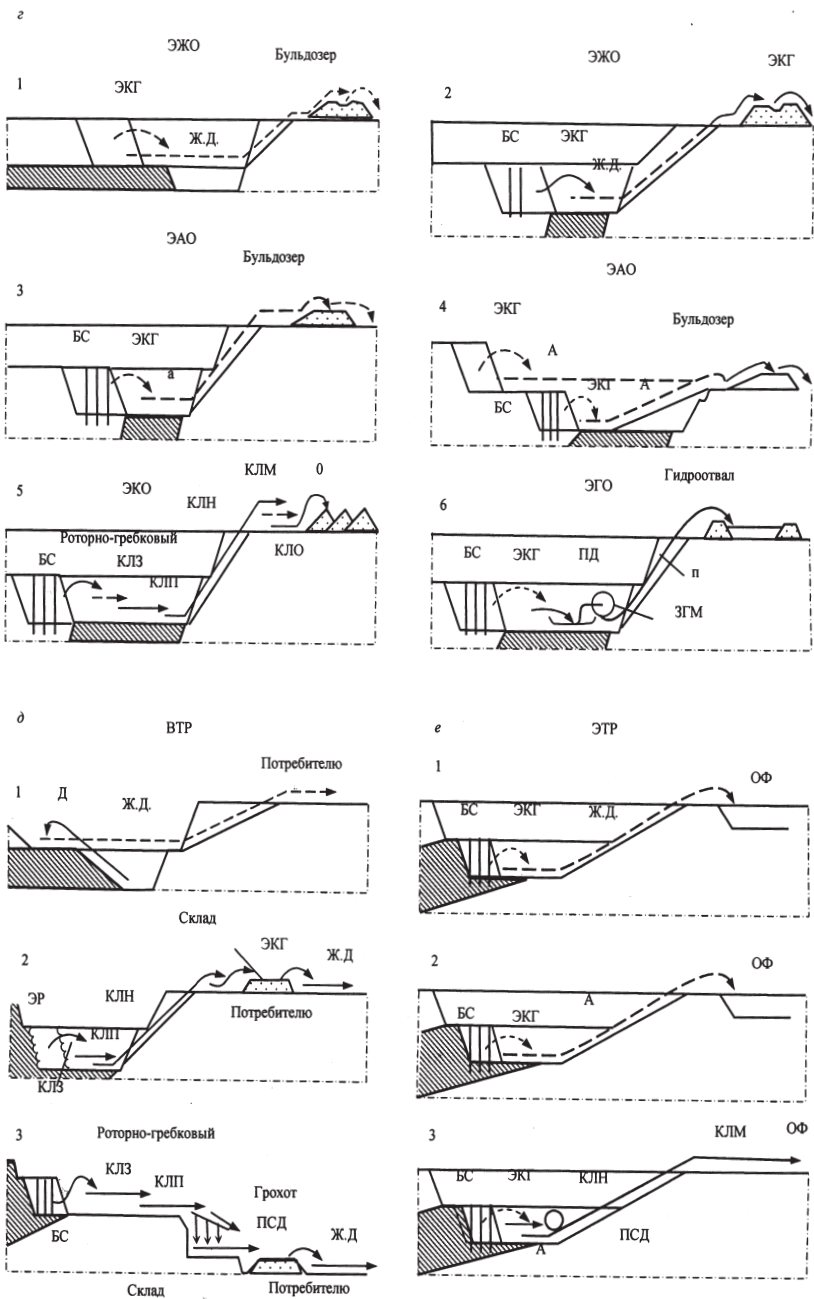 г
ЭЖО
Бульдозер
1
ЭКГ
Ж.Д.
ЭЖО
ЭКГ
2
БС ЭКГ
Ж.Д.
ЭАО
Бульдозер
3
БС ЭКГ
а
ЭАО
4
ЭКГ
Бульдозер
А
ЭКГ А
БС
КЛМ 0
5
ЭКО
КЛН
Роторно-гребковый
КЛО
БС КЛЗ
КЛП
ЭГО
Гидроотвал
6
БС ЭКГ ПД
п
ЗГМ
д
ВТР
Потребителю
1
Д Ж.Д.
Склад
2
ЭКГ
Ж.Д
ЭР КЛН
Потребителю
КЛП
КЛЗ
3
Роторно-гребковый
КЛЗ
КЛП
Грохот
ПСД
Ж.Д
БС
Склад Потребителю
е
ЭТР
1
ОФ
БС ЭКГ Ж.Д.
2
ОФ
А
БС ЭКГ
3
КЛМ ОФ
БС ЭКГ КЛН
ПСД
А